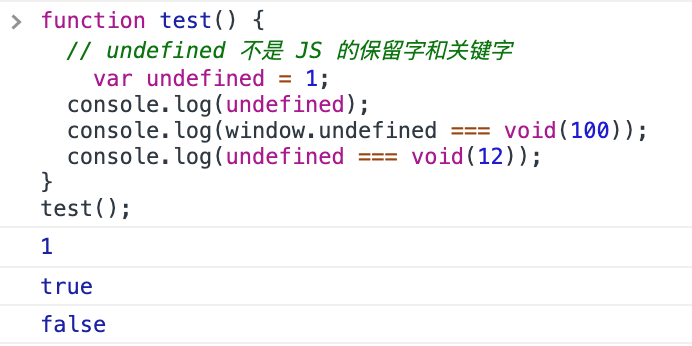 > function test() {
// undefined 不是 JS 的保留字和关键字
var undefined = 1;
console.log(undefined);
console.log(window.undefined === void(100));
console.log(undefined === void(12));
}
test();
1
true
false